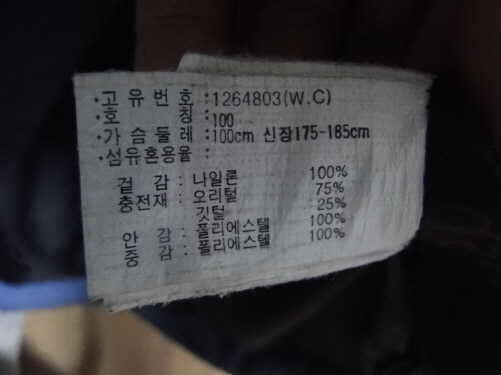 ·고유번호 :1264803(W.C)
·호 칭 :100
·가슴둘레 :100cm 신장175-185cm
·섬유혼용율 :
겉 감 : 나일론 100%
충전재 : 오리털 75%
깃털 25%
안 감 : 폴리에스텔 100%
중 감 : 폴리에스텔 100%